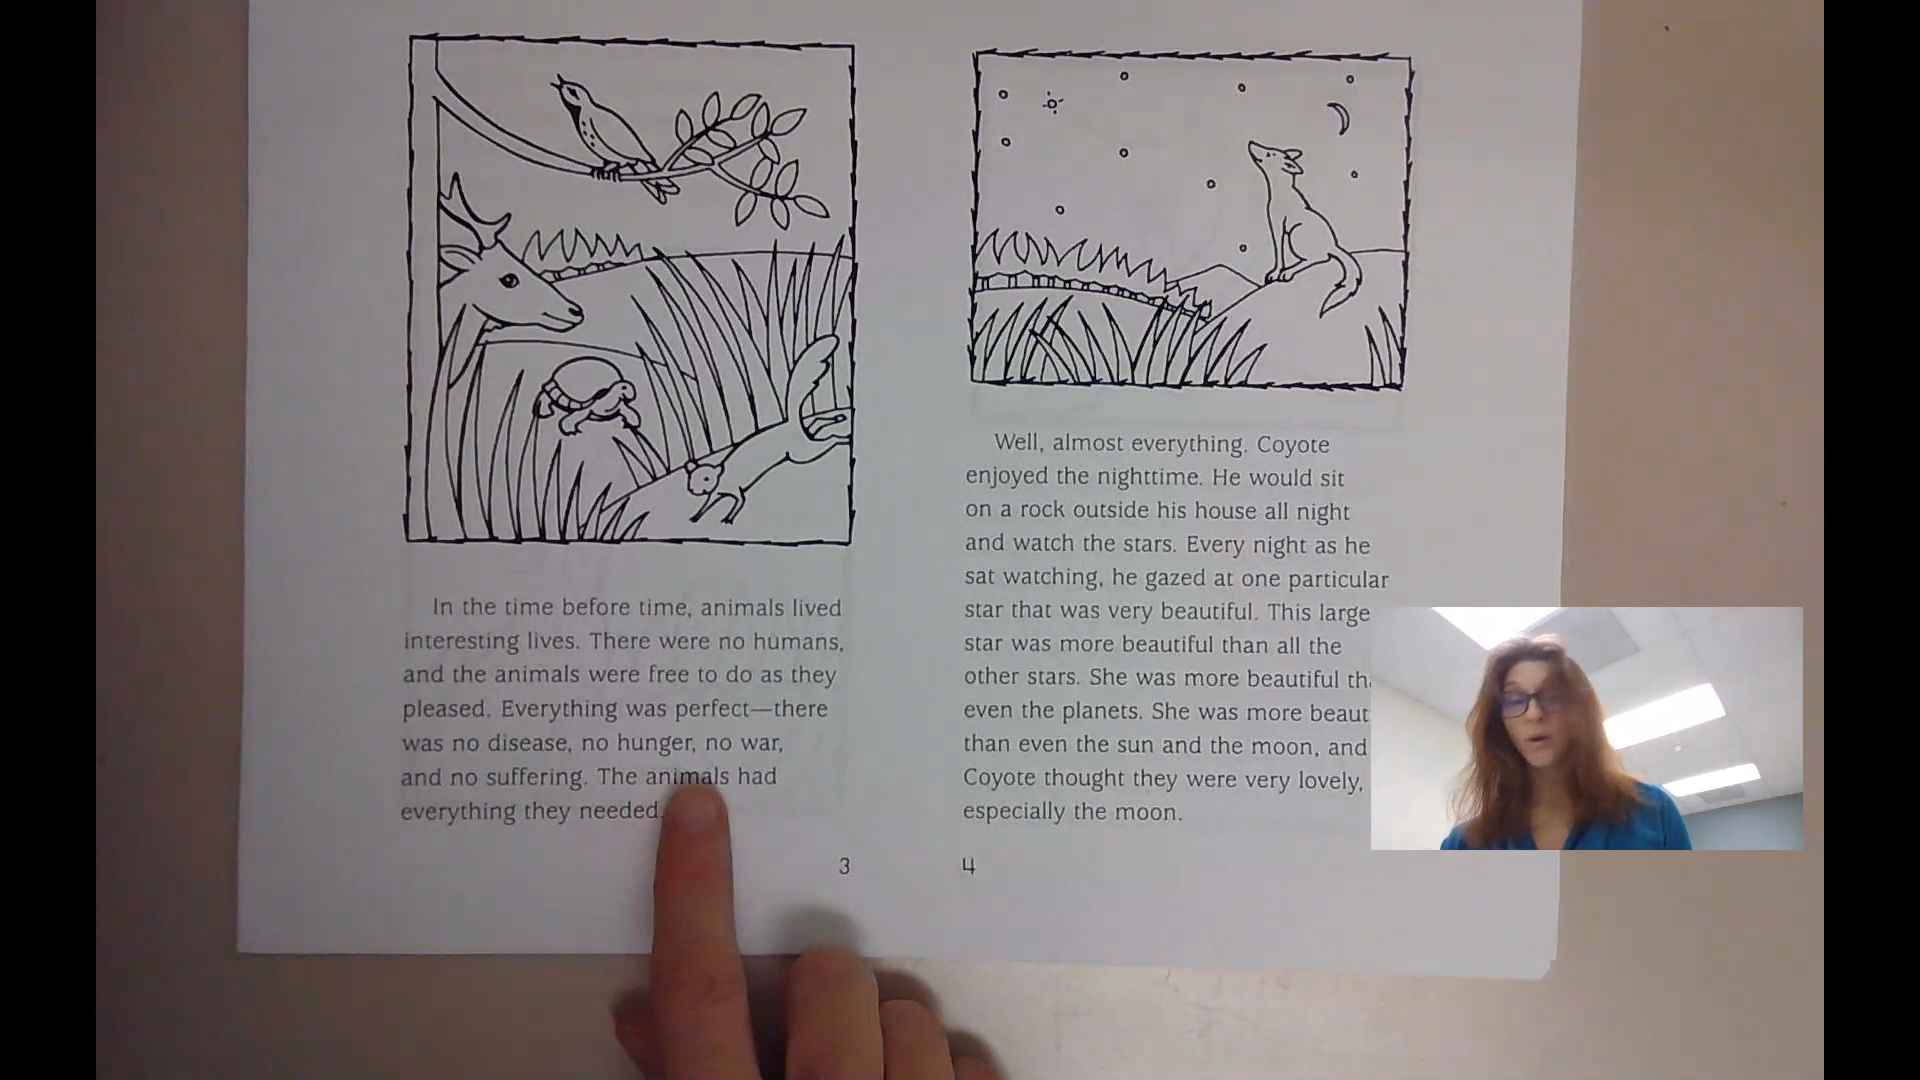 In the time before time, animals lived
interesting lives. There were no humans,
and the animals were free to do as they
pleased. Everything was perfect—there
was no disease, no hunger, no war,
and no suffering. The animals had
everything they needed.
3
Well, almost everything. Coyote
enjoyed the nighttime. He would sit
on a rock outside his house all night
and watch the stars. Every night as he
sat watching, he gazed at one particular
star that was very beautiful. This large
star was more beautiful than all the
other stars. She was more beautiful
even the planets. She was more
than even the sun and the moon, and
Coyote thought they were very lovely,
especially the moon.
4